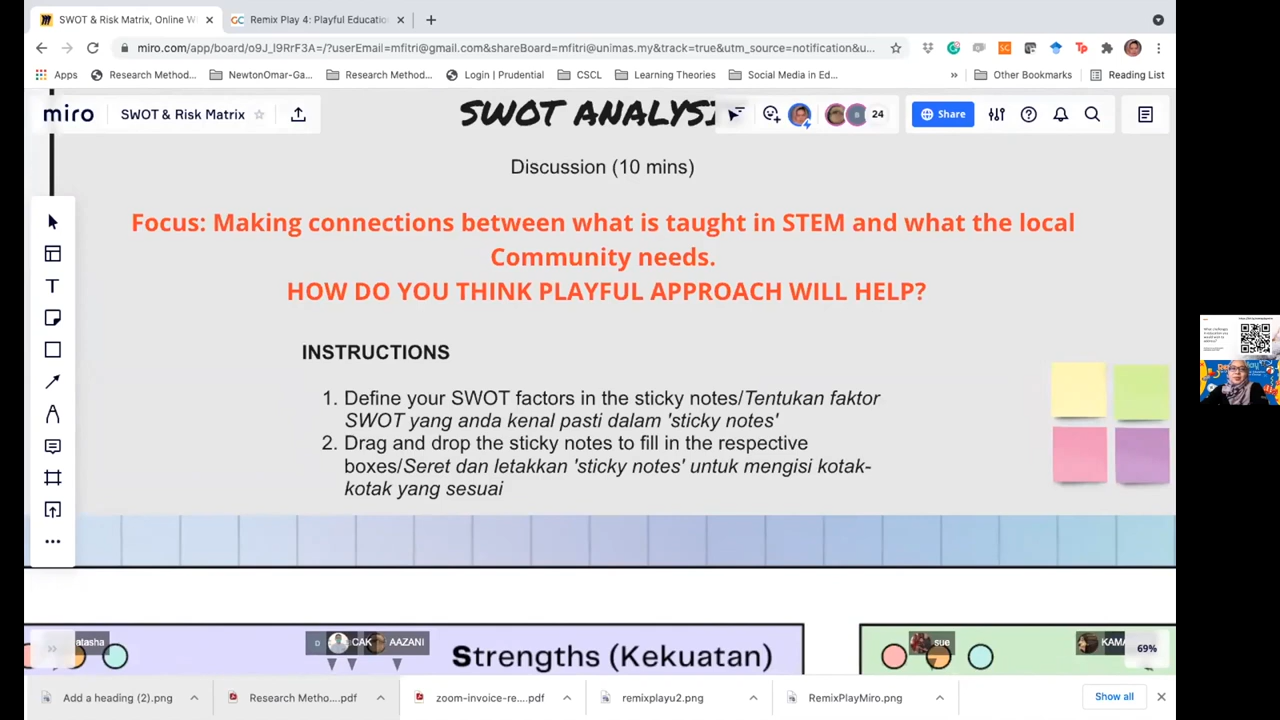 SWOT & Risk Matrix, Online W
Remix Play 4: Playful Educatio
miro.com/app/board/o9J_l9RrF3A=/?userEmail=mfitri@gmail.com&shareBoard=mfitri@unimas.my&track=true&utm_source=notification&u...
Apps
Research Method...
NewtonOmar-Ga...
Research Method...
Login | Prudential
CSCL
Learning Theories
Social Media in Ed...
Other Bookmarks
Reading List
miro
SWOT & Risk Matrix
24
Share
SWOT ANALYSI
Discussion (10 mins)
Focus: Making connections between what is taught in STEM and what the local
Community needs.
HOW DO YOU THINK PLAYFUL APPROACH WILL HELP?
INSTRUCTIONS
1. Define your SWOT factors in the sticky notes/Tentukan faktor
SWOT yang anda kenal pasti dalam 'sticky notes'
2. Drag and drop the sticky notes to fill in the respective
boxes/Seret dan letakkan 'sticky notes' untuk mengisi kotak-
kotak yang sesuai
atasha
D
CAK
AAZANI
Strengths (Kekuatan)
sue
KAMA
69%
Add a heading (2).png
Research Metho....pdf
zoom-invoice-re....pdf
remixplayu2.png
RemixPlayMiro.png
Show all